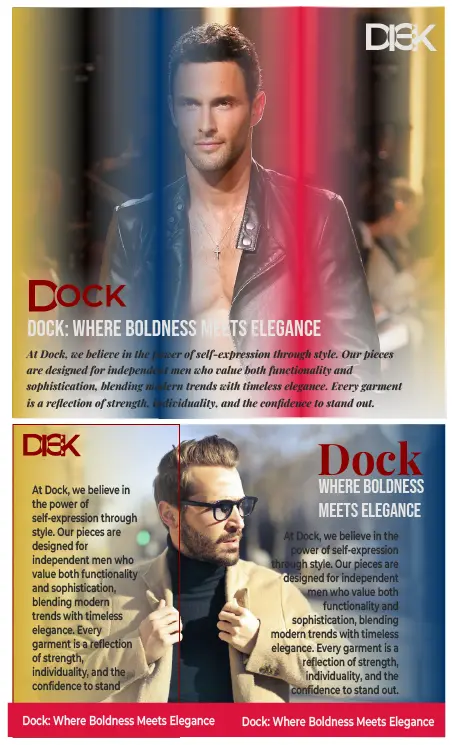 DISK
DOCK
DOCK: WHERE BOLDNESS MEETS ELEGANCE
At Dock, we believe in the power of self-expression through style. Our pieces
are designed for independent men who value both functionality and
sophistication, blending modern trends with timeless elegance. Every garment
is a reflection of strength, individuality, and the confidence to stand out.
DISK
At Dock, we believe in
the power of
self-expression through
style. Our pieces are
designed for
independent men who
value both functionality
and sophistication,
blending modern
trends with timeless
elegance. Every
garment is a reflection
of strength,
individuality, and the
confidence to stand
Dock
WHERE BOLDNESS
MEETS ELEGANCE
At Dock, we believe in the
power of self-expression
through style. Our pieces are
designed for independent
men who value both
functionality and
sophistication, blending
modern trends with timeless
elegance. Every garment is a
reflection of strength,
individuality, and the
confidence to stand out.
Dock: Where Boldness Meets Elegance
Dock: Where Boldness Meets Elegance